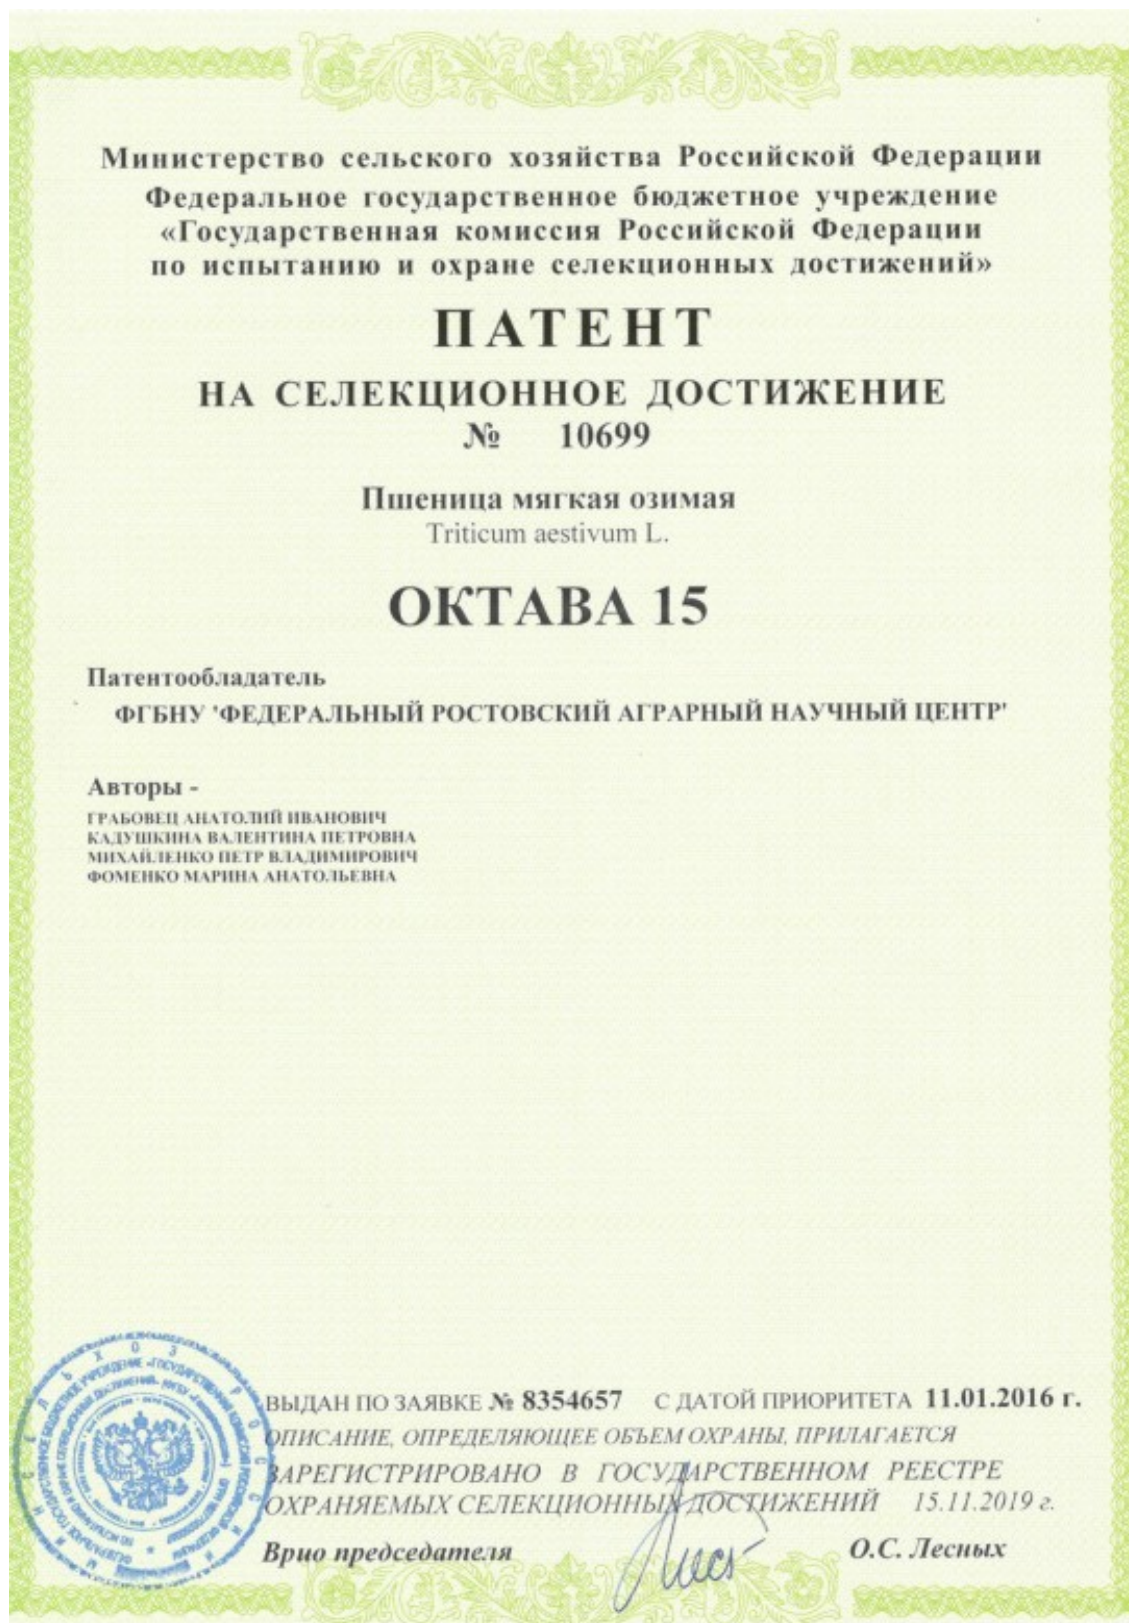 Министерство сельского хозяйства Российской Федерации
Федеральное государственное бюджетное учреждение
«Государственная комиссия Российской Федерации
по испытанию и охране селекционных достижений»
ПАТЕНТ
НА СЕЛЕКЦИОННОЕ ДОСТИЖЕНИЕ
№ 10699
Пшеница мягкая озимая
Triticum aestivum L.
ОКТАВА 15
Патентообладатель
ФГБНУ 'ФЕДЕРАЛЬНЫЙ РОСТОВСКИЙ АГРАРНЫЙ НАУЧНЫЙ ЦЕНТР'
Авторы -
ГРАБОВЕЦ АНАТОЛИЙ ИВАНОВИЧ
КАДУШКИНА ВАЛЕНТИНА ПЕТРОВНА
МИХАЙЛЕНКО ПЕТР ВЛАДИМИРОВИЧ
ФОМЕНКО МАРИНА АНАТОЛЬЕВНА
ВЫДАН ПО ЗАЯВКЕ № 8354657 С ДАТОЙ ПРИОРИТЕТА 11.01.2016 г.
ОПИСАНИЕ, ОПРЕДЕЛЯЮЩЕЕ ОБЪЕМ ОХРАНЫ, ПРИЛАГАЕТСЯ
ЗАРЕГИСТРИРОВАНО В ГОСУДАРСТВЕННОМ РЕЕСТРЕ
ОХРАНЯЕМЫХ СЕЛЕКЦИОННЫХ ДОСТИЖЕНИЙ 15.11.2019 г.
Врио председателя О.С. Лесных